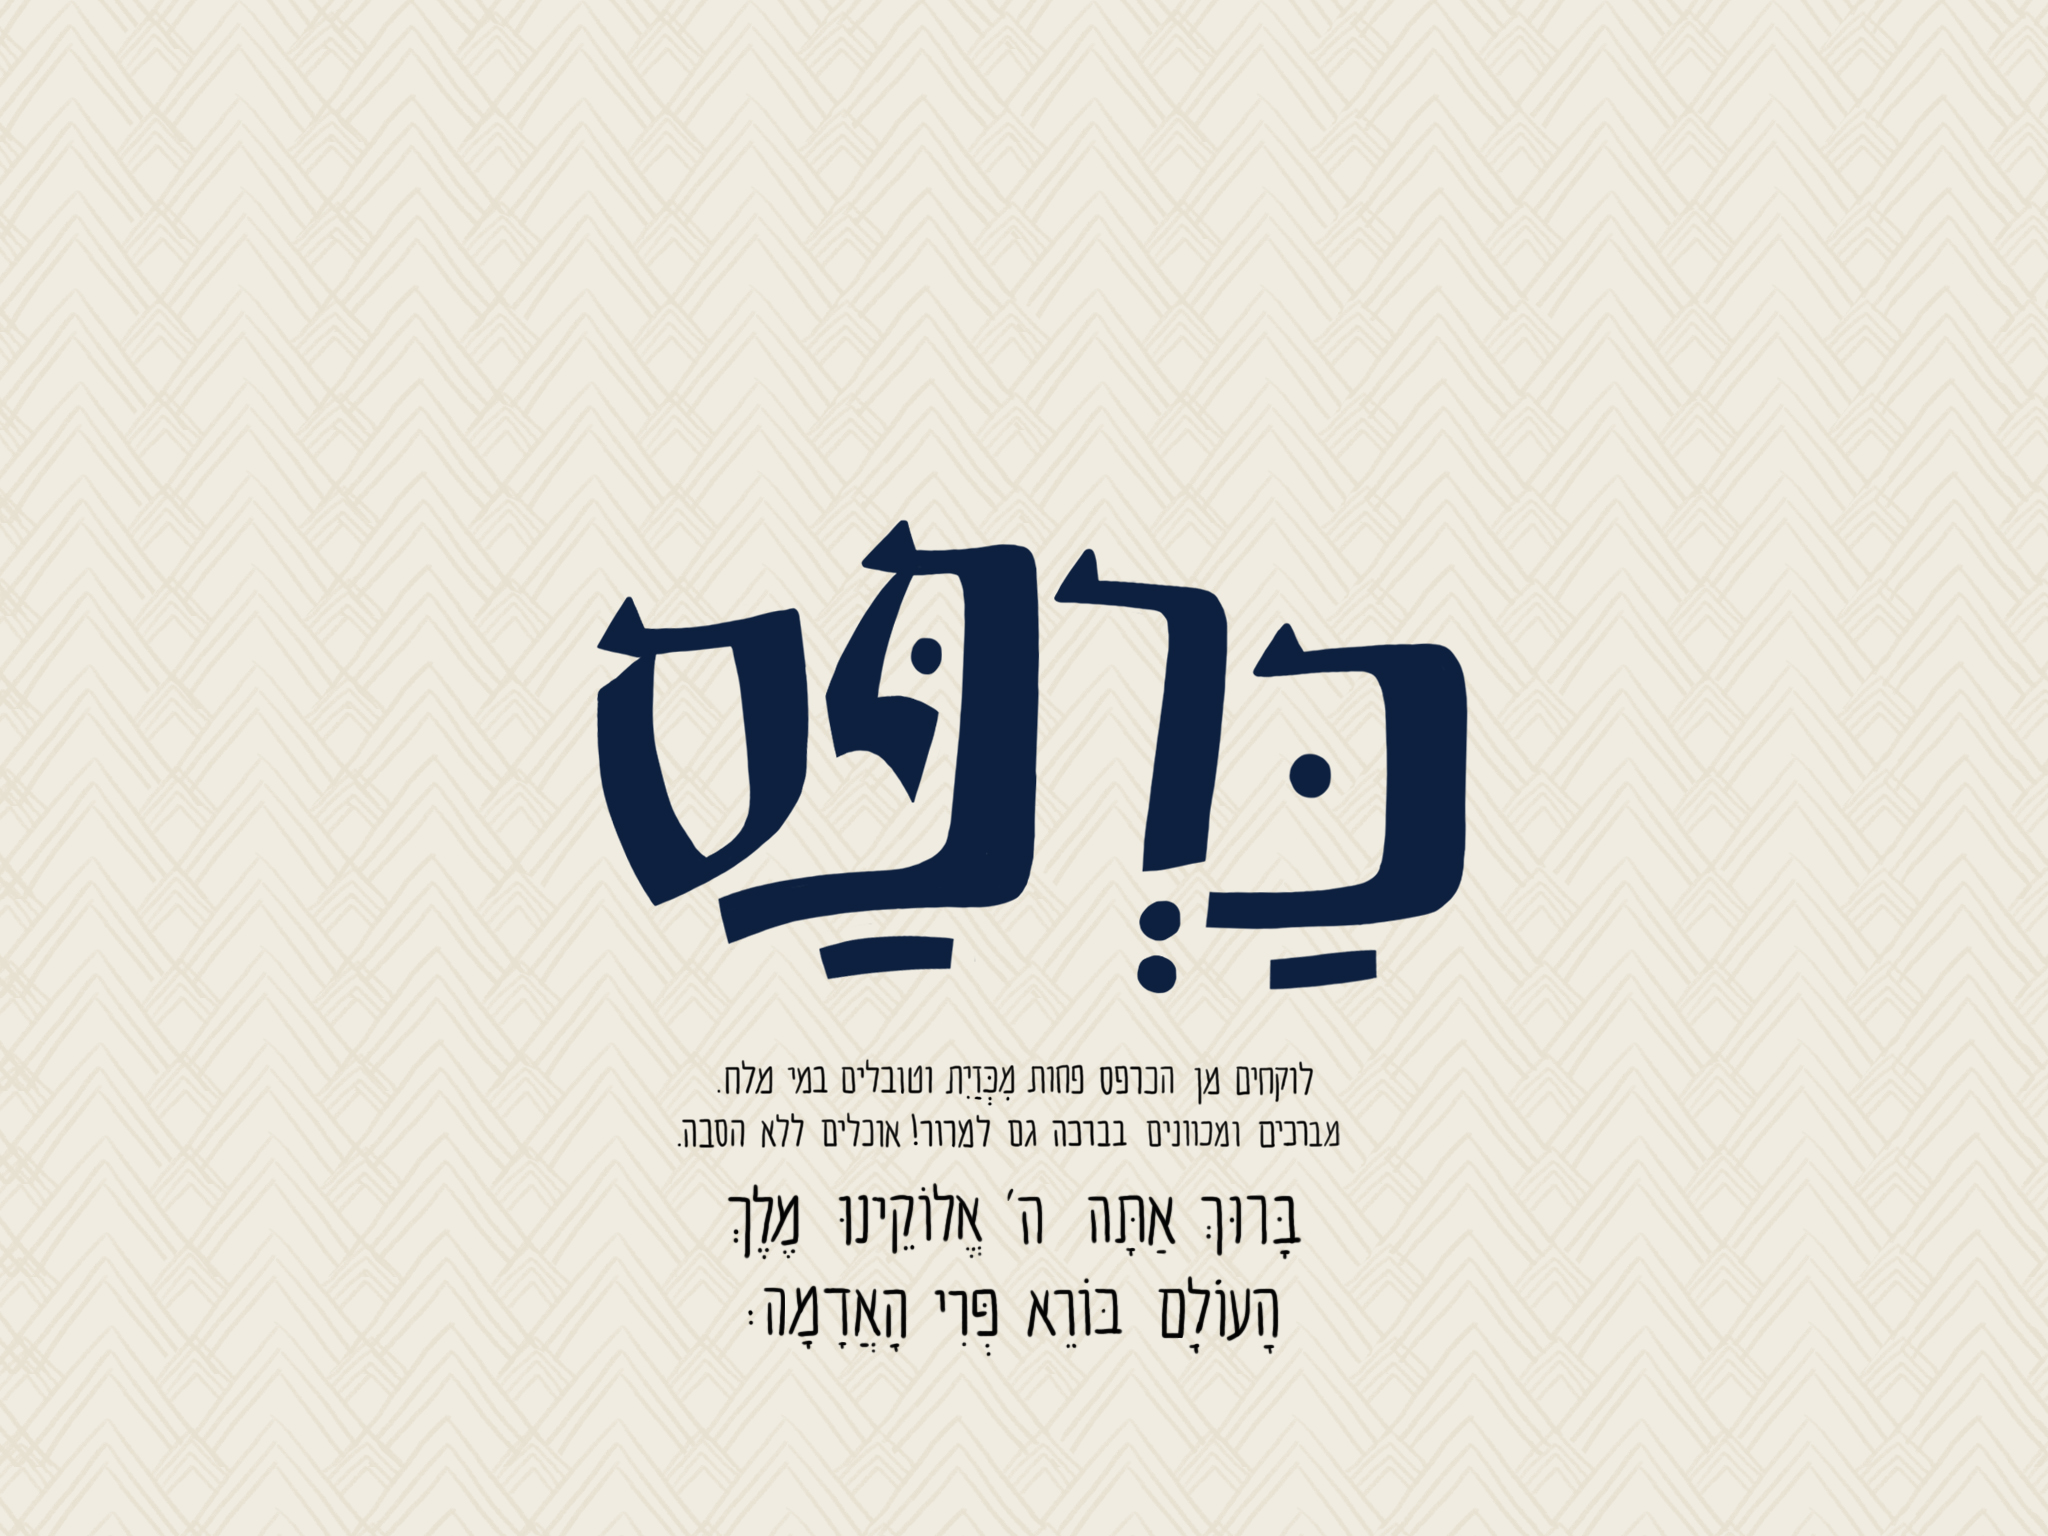 כַּרְפַּס
לוקחים מן הכרפס פחות מִכְּזַיִת וטובלים במי מלח.
מברכים ומכוונים בברכה גם למרור! אוכלים ללא הסבה.
בָּרוּךְ אַתָּה ה׳ אֱלוֹקֵינוּ מֶלֶךְ
הָעוֹלָם בּוֹרֵא פְּרִי הָאֲדָמָה: